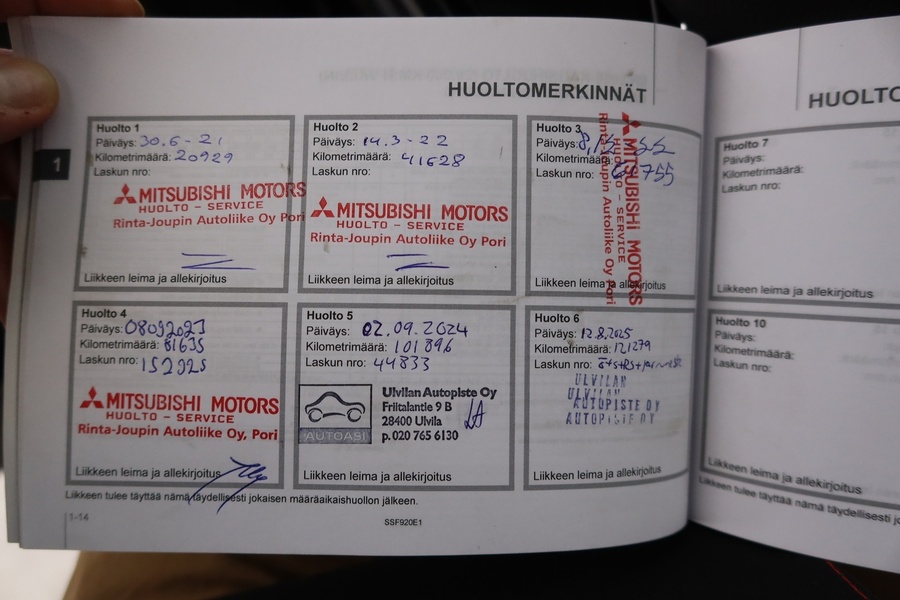 HUOLTOMERKINNÄT
1
Huolto 1
Päiväys: 30.6-21
Kilometrimäärä: 20929
Laskun nro:
MITSUBISHI MOTORS
HUOLTO - SERVICE
Rinta-Joupin Autoliike Oy Pori
Liikkeen leima ja allekirjoitus
Huolto 2
Päiväys: 14.3-22
Kilometrimäärä: 41628
Laskun nro:
MITSUBISHI MOTORS
HUOLTO - SERVICE
Rinta-Joupin Autoliike Oy Pori
Liikkeen leima ja allekirjoitus
Huolto 3
Päiväys:
Kilometrimäärä:
Laskun nro:
MITSUBISHI MOTORS
HUOLTO - SERVICE
Rinta-Joupin Autoliike Oy Pori
Liikkeen leima ja allekirjoitus
Huolto 4
Päiväys: 08092023
Kilometrimäärä: 81635
Laskun nro: 152925
MITSUBISHI MOTORS
HUOLTO - SERVICE
Rinta-Joupin Autoliike Oy, Pori
Liikkeen leima ja allekirjoitus
Huolto 5
Päiväys: 02.09.2024
Kilometrimäärä: 101896
Laskun nro: 44833
AUTOASI
Ulvilan Autopiste Oy
Friitalantie 9 B
28400 Ulvila
p.020 765 6130
Liikkeen leima ja allekirjoitus
Huolto 6
Päiväys: 12.8.2025
Kilometrimäärä: 121279
Laskun nro:
ULVILAN
ULVILAN
AUTOPISTE OY
AUTOPISTE OY
Liikkeen leima ja allekirjoitus
Liikkeen tulee täyttää nämä täydellisesti jokaisen määräaikaishuollon jälkeen.
1-14
SSF920E1
HUOLTO
Huolto 7
Päiväys:
Kilometrimäärä:
Laskun nro:
Liikkeen leima ja allekirjoitus
Huolto 10
Päiväys:
Kilometrimäärä:
Laskun nro:
Liikkeen leima ja allekirjoitus
Liikkeen tulee täyttää nämä täydellisesti